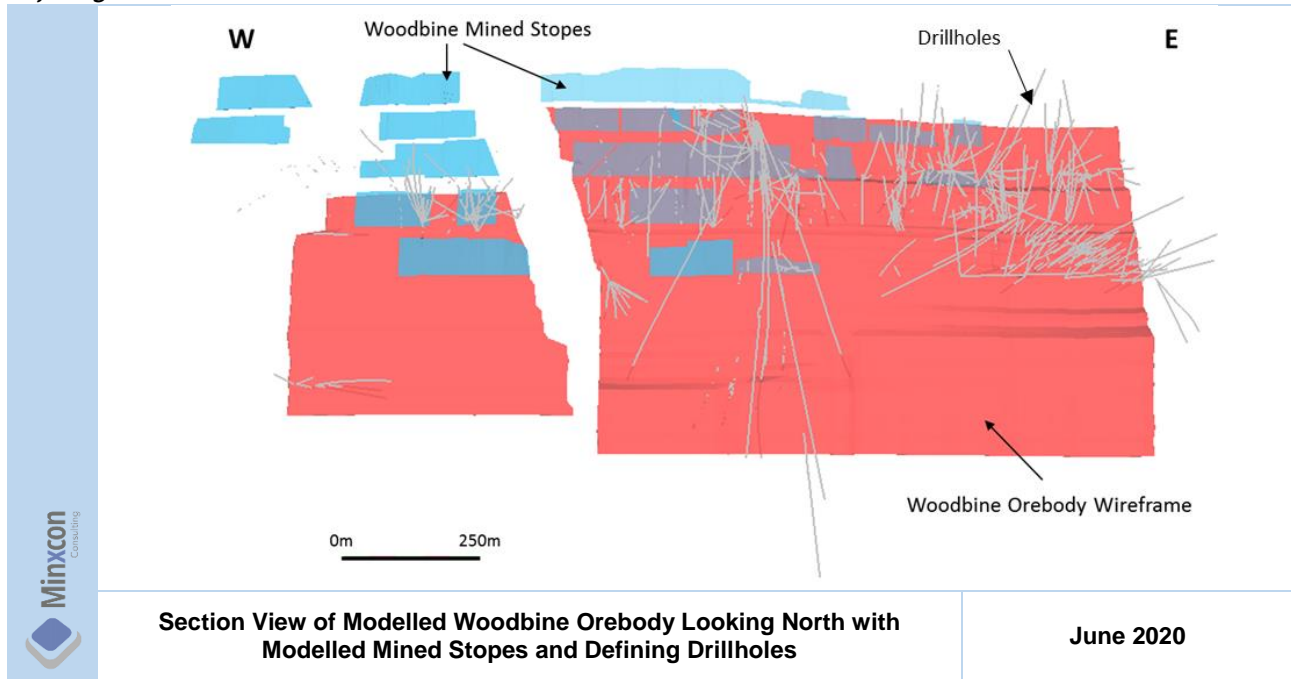 W
Woodbine Mined Stopes
Drillholes
E
Woodbine Orebody Wireframe
0m
250m
Minxcon
Consulting
Section View of Modelled Woodbine Orebody Looking North with
Modelled Mined Stopes and Defining Drillholes
June 2020